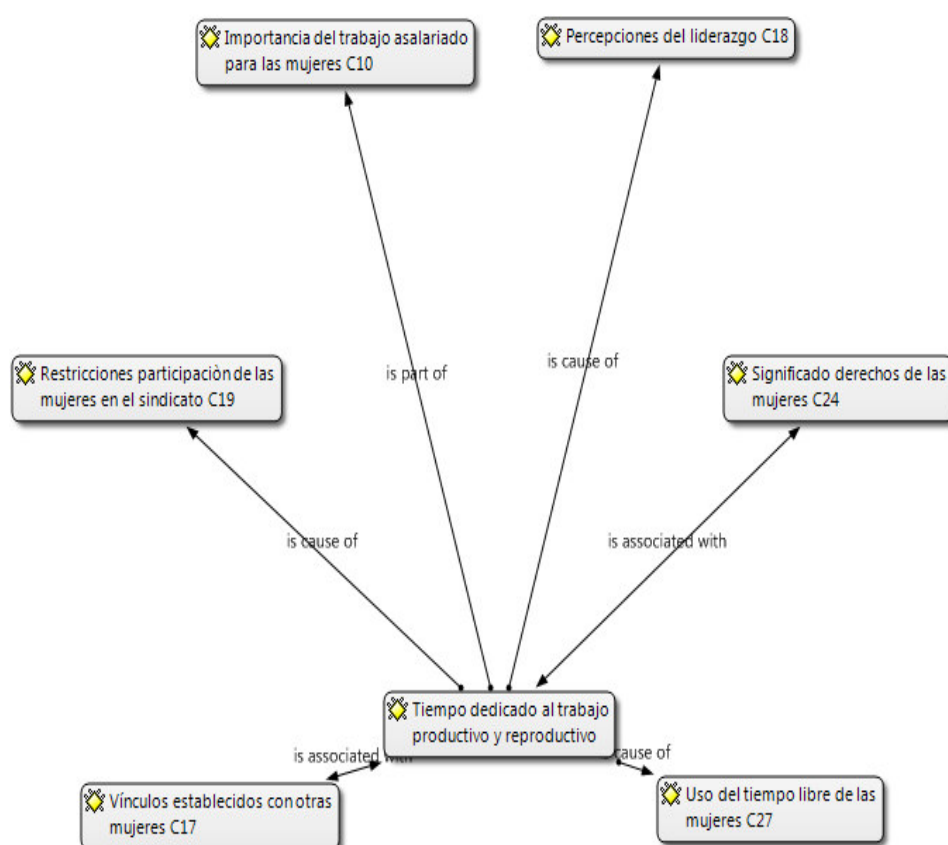 Importancia del trabajo asalariado
para las mujeres C10
Percepciones del liderazgo C18
is part of
is cause of
Restricciones participaciòn de las
mujeres en el sindicato C19
Significado derechos de las
mujeres C24
is cause of
is associated with
Tiempo dedicado al trabajo
productivo y reproductivo
is associated with
is cause of
Vínculos establecidos con otras
mujeres C17
Uso del tiempo libre de las
mujeres C27